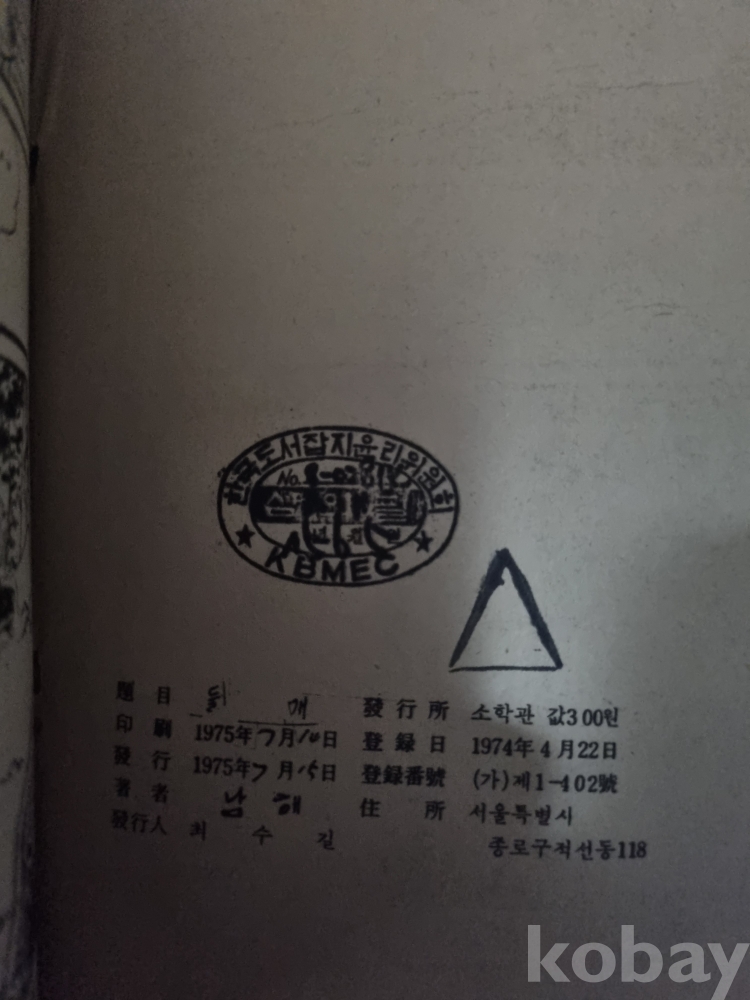 한국도서잡지윤리위원회
KBMEC
題目 매
發行所 소학관 값300원
印刷 1975年7月10日
登録日 1974年4月22日
發行 1975年7月15日
登録番號 (가)제1-402號
著者 남해
住所 서울특별시
發行人 최수길
종로구적선동118
kobay